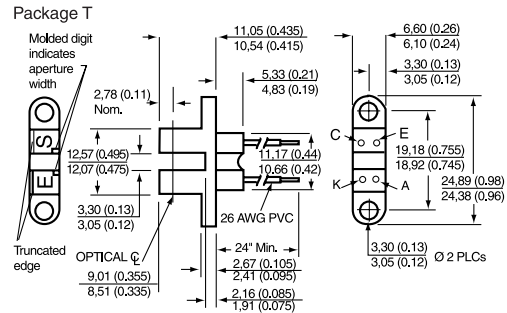 Package T
Molded digit
indicates
aperture
width
11,05 (0.435)
10,54 (0.415)
6,60 (0.26)
6,10 (0.24)
3,30 (0.13)
3,05 (0.12)
5,33 (0.21)
4,83 (0.19)
2,78 (0.11)
Nom.
S
E
C
E
K
A
12,57 (0.495)
12,07 (0.475)
11,17 (0.44)
10,66 (0.42)
19,18 (0.755)
18,92 (0.745)
24,89 (0.98)
24,38 (0.96)
3,30 (0.13)
3,05 (0.12)
26 AWG PVC
Truncated
edge
OPTICAL ℄
24" Min.
9,01 (0.355)
8,51 (0.335)
2,67 (0.105)
2,41 (0.095)
2,16 (0.085)
1,91 (0.075)
3,30 (0.13)
3,05 (0.12)
Ø 2 PLCs